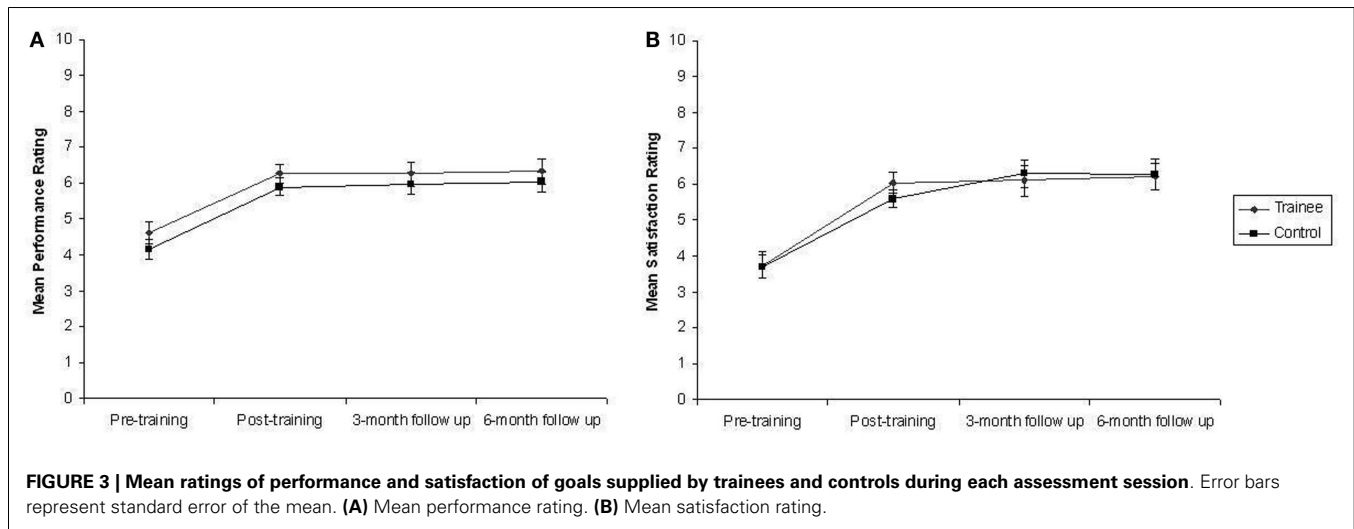 A
10
9
8
7
6
5
4
3
2
1
0
Mean Performance Rating
Pre-training Post-training 3-month follow up 6-month follow up
B
10
9
8
7
6
5
4
3
2
1
0
Mean Satisfaction Rating
Pre-training Post-training 3-month follow up 6-month follow up
Trainee
Control
FIGURE 3 | Mean ratings of performance and satisfaction of goals supplied by trainees and controls during each assessment session. Error bars
represent standard error of the mean. (A) Mean performance rating. (B) Mean satisfaction rating.